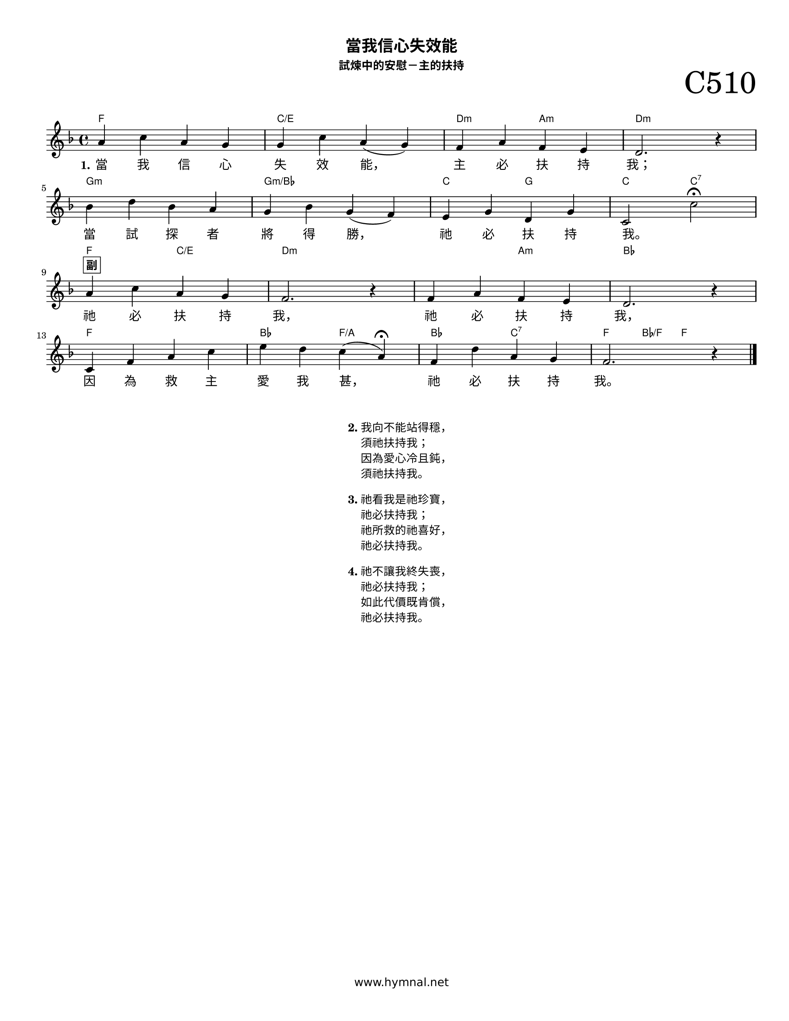 當我信心失效能
試煉中的安慰－主的扶持
C510
F C/E Dm Am Dm
1. 當 我 信 心 失 效 能， 主 必 扶 持 我；
5 Gm Gm/B♭ C G C C7
當 試 探 者 將 得 勝， 祂 必 扶 持 我。
F C/E Dm Am B♭
副
9
祂 必 扶 持 我， 祂 必 扶 持 我，
13 F B♭ F/A B♭ C7 F B♭/F F
因 為 救 主 愛 我 甚， 祂 必 扶 持 我。
2. 我向不能站得穩，
須祂扶持我；
因為愛心冷且鈍，
須祂扶持我。
3. 祂看我是祂珍寶，
祂必扶持我；
祂所救的祂喜好，
祂必扶持我。
4. 祂不讓我終失喪，
祂必扶持我；
如此代價既肯償，
祂必扶持我。
www.hymnal.net